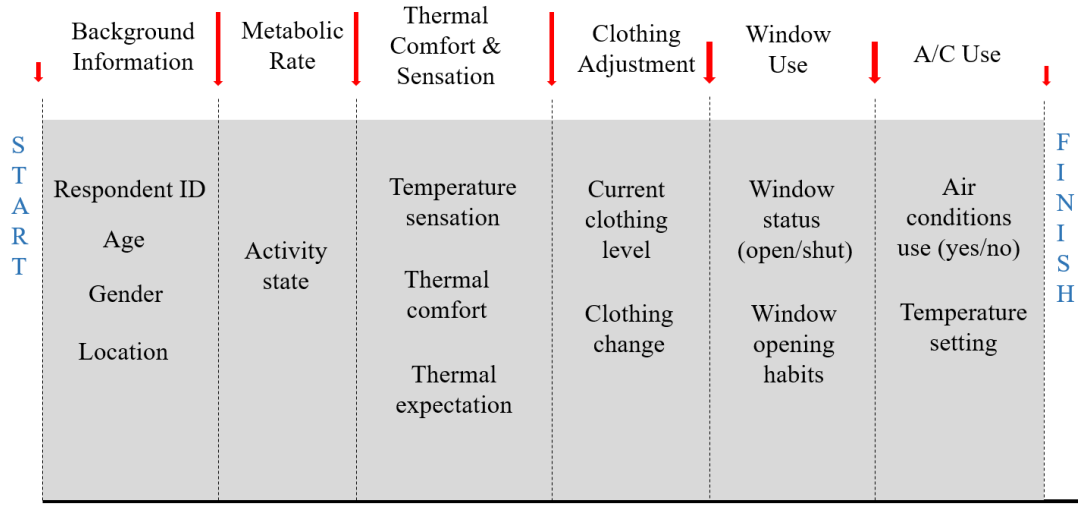 Background
Information
Metabolic
Rate
Thermal
Comfort &
Sensation
Clothing
Adjustment
Window
Use
A/C Use
START
Respondent ID
Age
Gender
Location
Activity
state
Temperature
sensation
Thermal
comfort
Thermal
expectation
Current
clothing
level
Clothing
change
Window
status
(open/shut)
Window
opening
habits
Air
conditions
use (yes/no)
Temperature
setting
FINISH